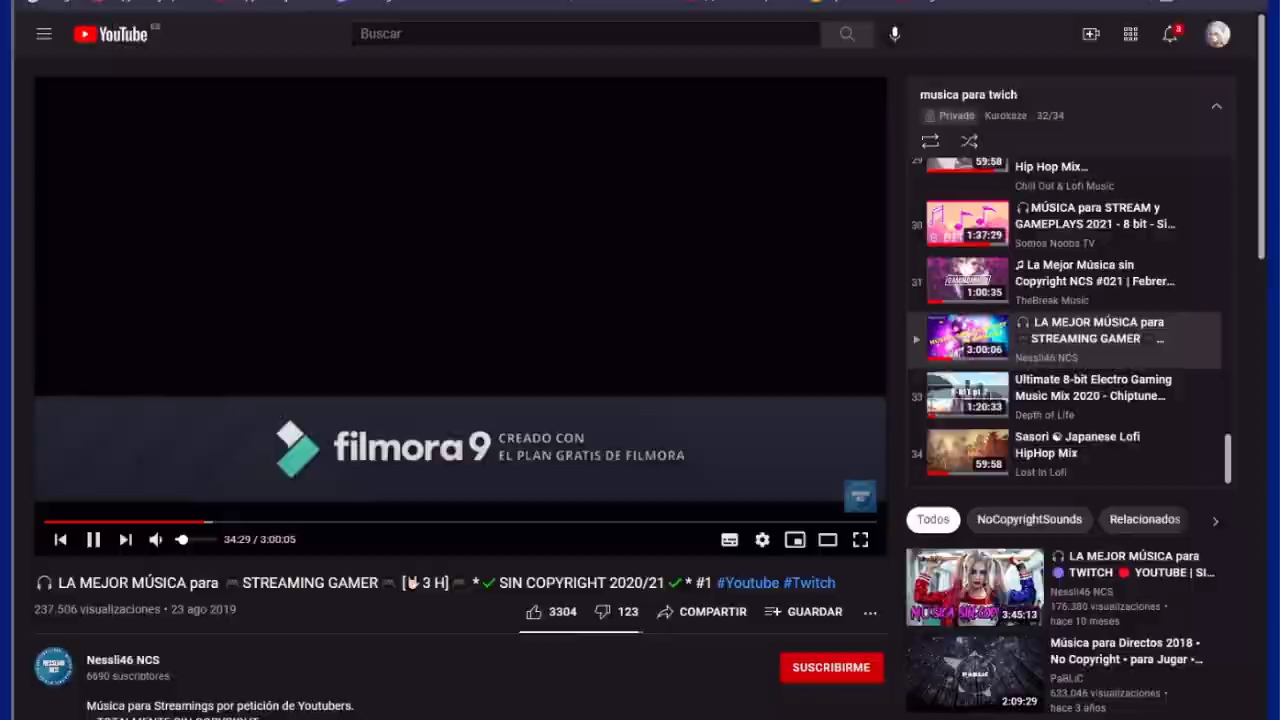 YouTube
Buscar
3
filmora9 CREADO CON
EL PLAN GRATIS DE FILMORA
34:29 / 3:00:05
LA MEJOR MÚSICA para STREAMING GAMER [🤘3 H] * ✔ SIN COPYRIGHT 2020/21 ✔ * #1 #Youtube #Twitch
237.506 visualizaciones • 23 ago 2019
3304
123
COMPARTIR
GUARDAR
Nessli46 NCS
6690 suscriptores
SUSCRIBIRME
Música para Streamings por petición de Youtubers.
musica para twich
Privado Kurokaze 32/34
29
59:58
Hip Hop Mix...
Chill Out & Lofi Music
30
1:37:29
🎧MÚSICA para STREAM y
GAMEPLAYS 2021 - 8 bit - Si...
Somos Noobs TV
31
1:00:35
♫ La Mejor Música sin
Copyright NCS #021 | Febrer...
TheBreak Music
3:00:06
🎧 LA MEJOR MÚSICA para
STREAMING GAMER ...
Nessli46 NCS
33
1:20:33
Ultimate 8-bit Electro Gaming
Music Mix 2020 - Chiptune...
Depth of Life
34
59:58
Sasori ☯ Japanese Lofi
HipHop Mix
Lost In Lofi
Todos
NoCopyrightSounds
Relacionados
3:45:13
🎧 LA MEJOR MÚSICA para
TWITCH 🔴 YOUTUBE | SI...
Nessli46 NCS
176.380 visualizaciones •
hace 10 meses
PaBLiC
2:09:29
Música para Directos 2018 •
No Copyright • para Jugar •...
PaBLiC
623.046 visualizaciones •
hace 3 años